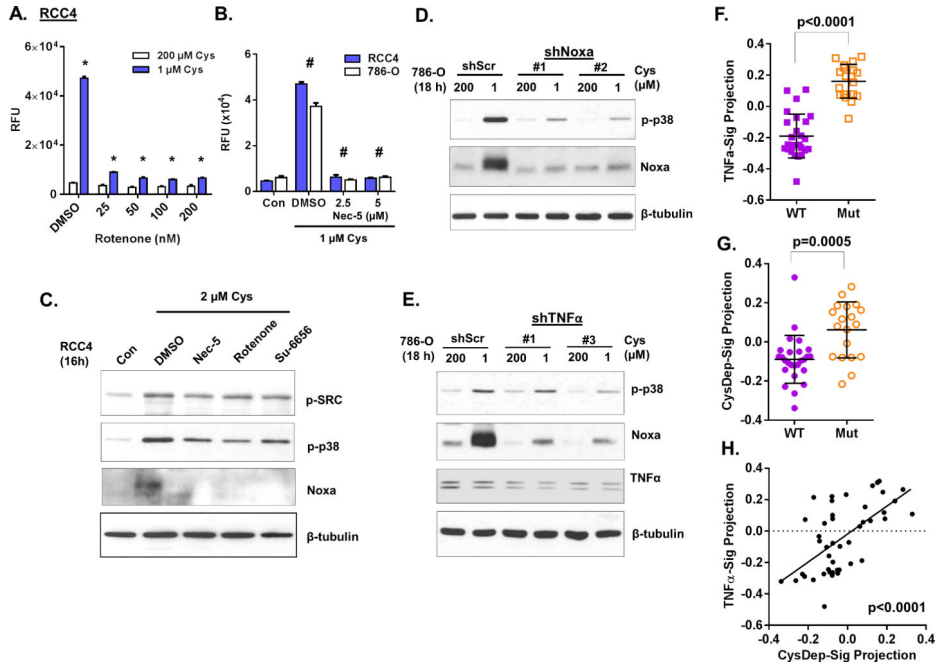 A. RCC4
6×10⁴
4×10⁴
2×10⁴
0
RFU
200 µM Cys
1 µM Cys
*
* * * *
DMSO 25 50 100 200
Rotenone (nM)
B.
RCC4
786-O
RFU (x10⁴)
6
4
2
0
#
# #
Con DMSO 2.5 5
Nec-5 (µM)
1 µM Cys
C.
2 µM Cys
RCC4
(16h)
Con DMSO Nec-5 Rotenone Su-6656
p-SRC
p-p38
Noxa
β-tubulin
D.
shNoxa
786-O shScr #1 #2 Cys
(18 h) 200 1 200 1 200 1 (µM)
p-p38
Noxa
β-tubulin
E.
shTNFα
786-O shScr #1 #3 Cys
(18 h) 200 1 200 1 200 1 (µM)
p-p38
Noxa
TNFα
β-tubulin
F.
p<0.0001
TNFa-Sig Projection
0.4
0.2
0.0
-0.2
-0.4
-0.6
WT Mut
G.
p=0.0005
CysDep-Sig Projection
0.4
0.2
0.0
-0.2
-0.4
WT Mut
H.
TNFα-Sig Projection
0.4
0.2
0.0
-0.2
-0.4
-0.6
p<0.0001
-0.4 -0.2 0.0 0.2 0.4
CysDep-Sig Projection